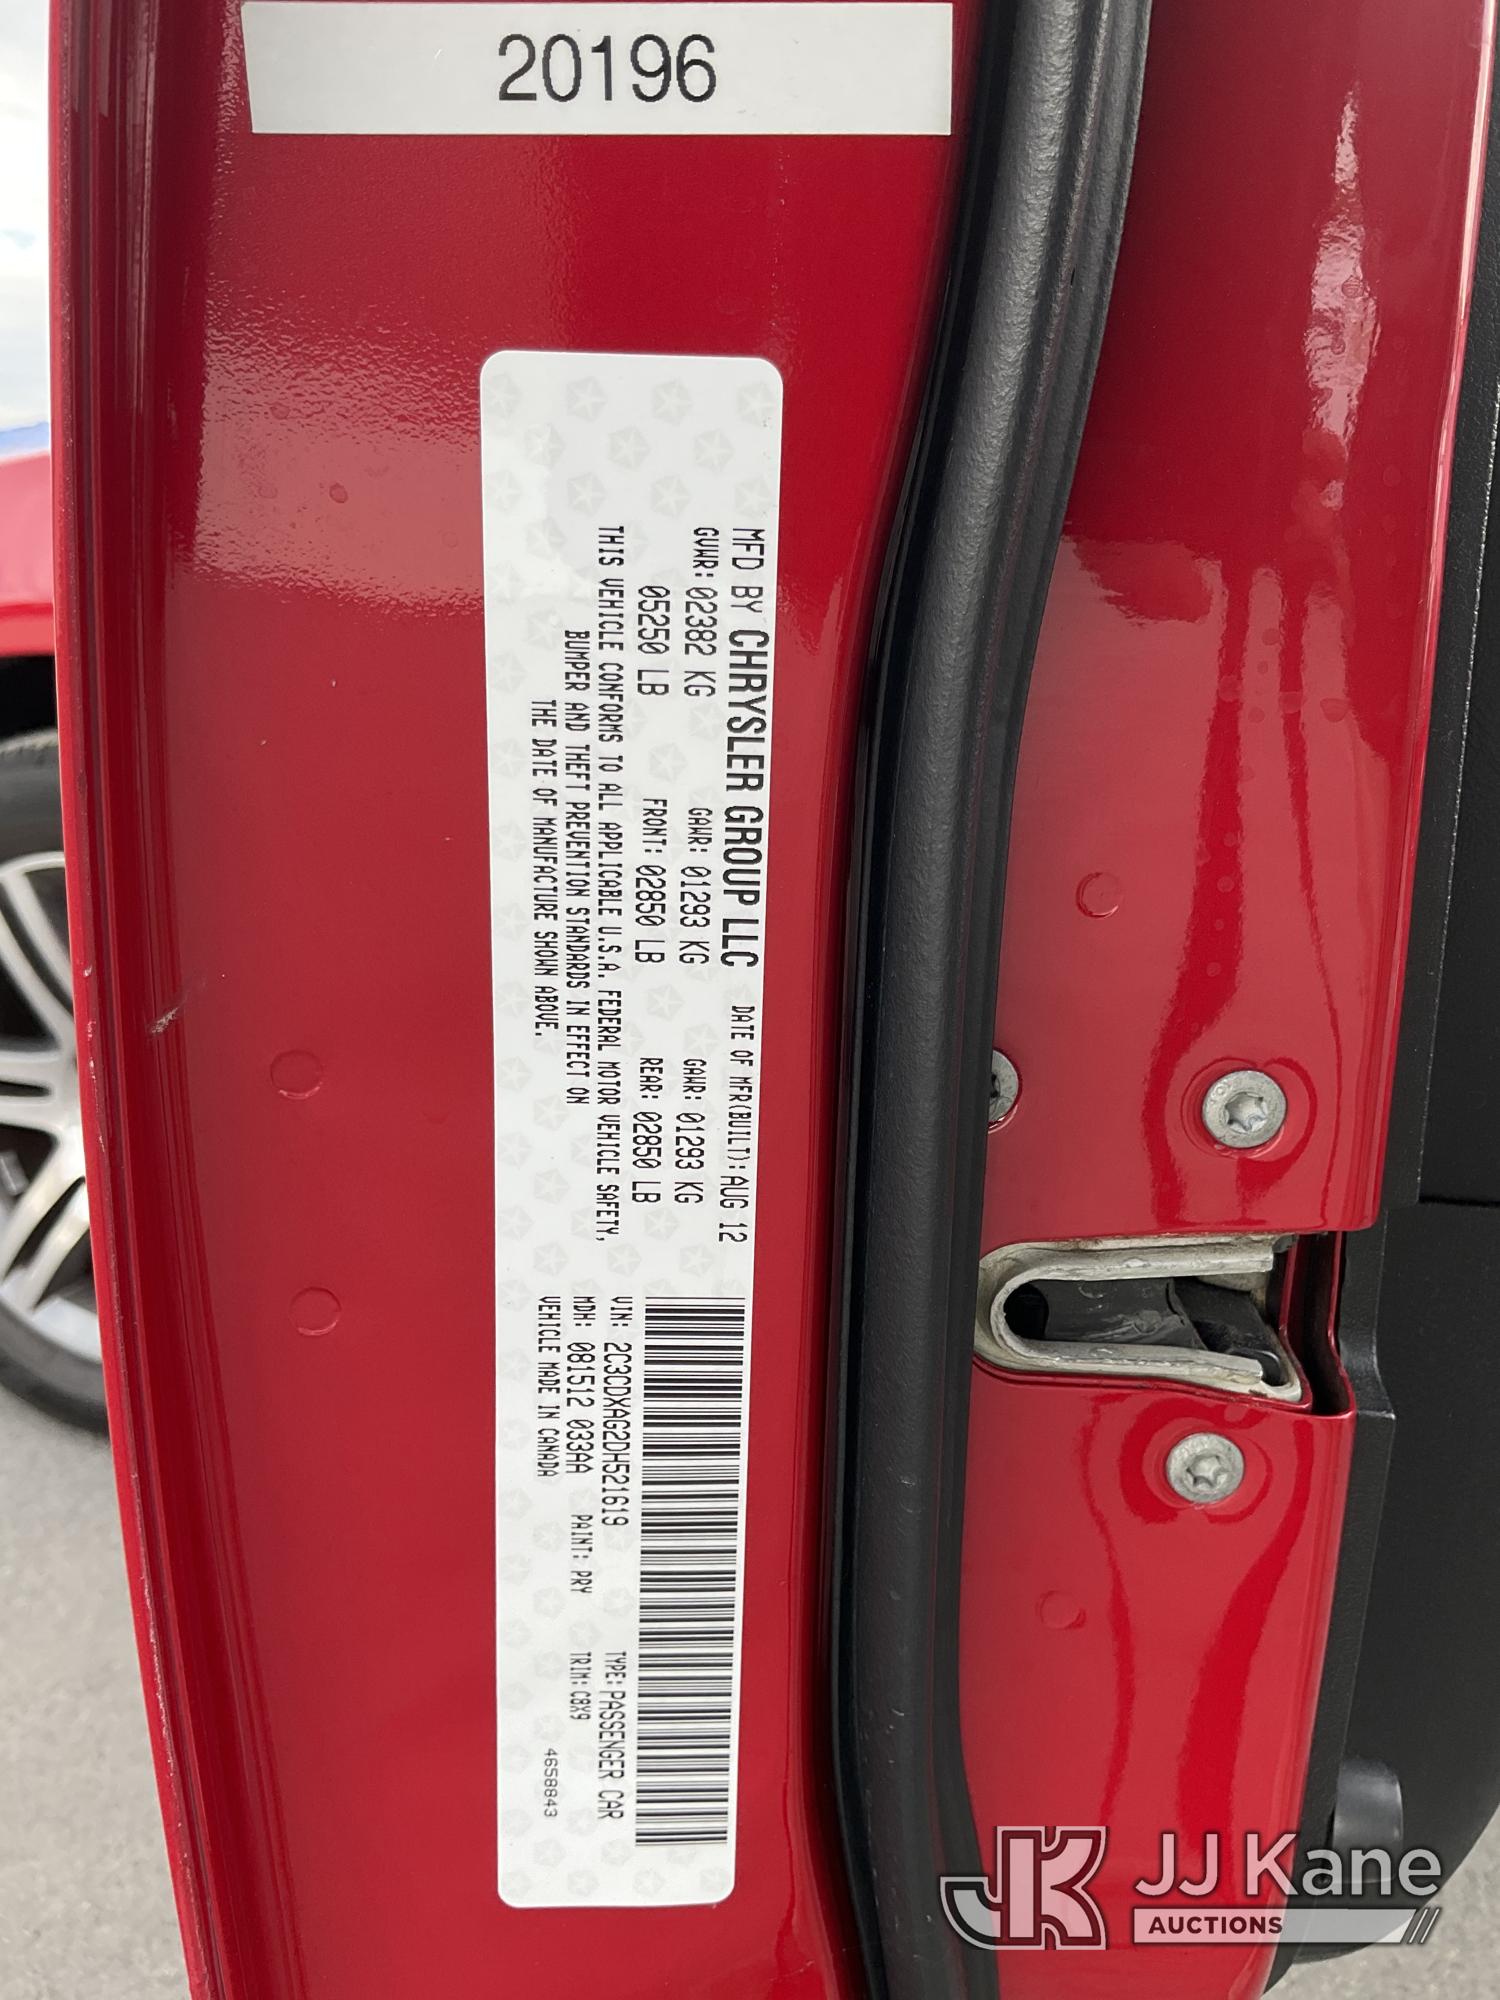 20196
MFD BY CHRYSLER GROUP LLC DATE OF MFR(BUILT): AUG 12
GVWR: 02382 KG GAWR: 01293 KG GAWR: 01293 KG
05250 LB FRONT: 02850 LB REAR: 02850 LB
THIS VEHICLE CONFORMS TO ALL APPLICABLE U.S.A. FEDERAL MOTOR VEHICLE SAFETY,
BUMPER AND THEFT PREVENTION STANDARDS IN EFFECT ON
THE DATE OF MANUFACTURE SHOWN ABOVE.
VIN: 2C3CDXAG2DH521619 TYPE: PASSENGER CAR
MDH: 081512 033AA PAINT: PRY TRIM: C8X9
VEHICLE MADE IN CANADA 4658843
JK JJ Kane
AUCTIONS